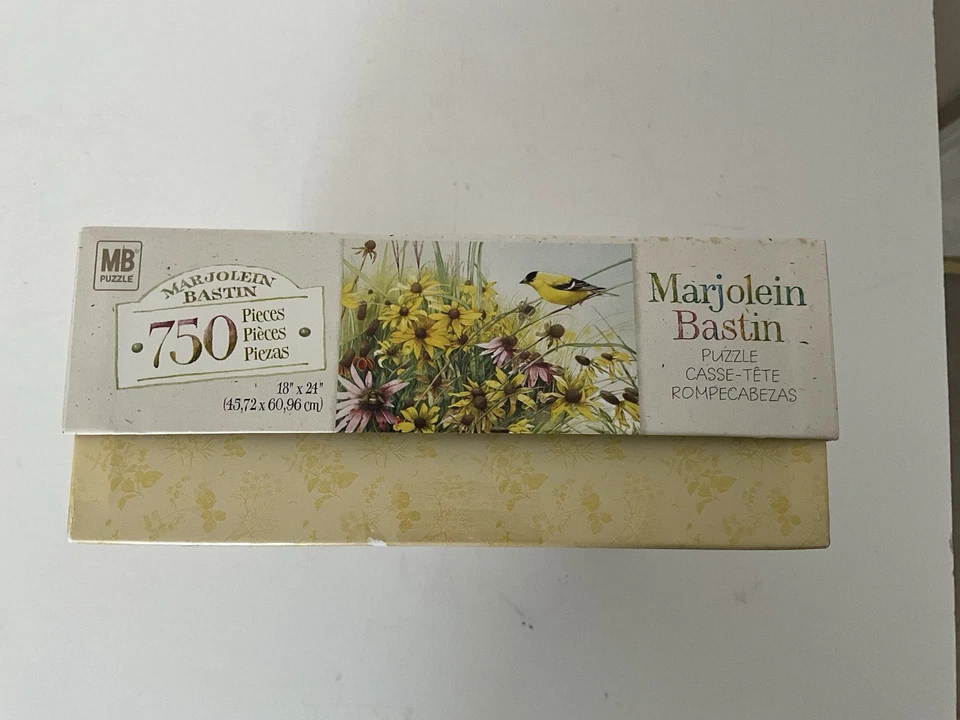 MB®
PUZZLE
MARJOLEIN
BASTIN
750
Pieces
Pièces
Piezas
18" x 24"
(45,72 x 60,96 cm)
Marjolein
Bastin
PUZZLE
CASSE-TÊTE
ROMPECABEZAS